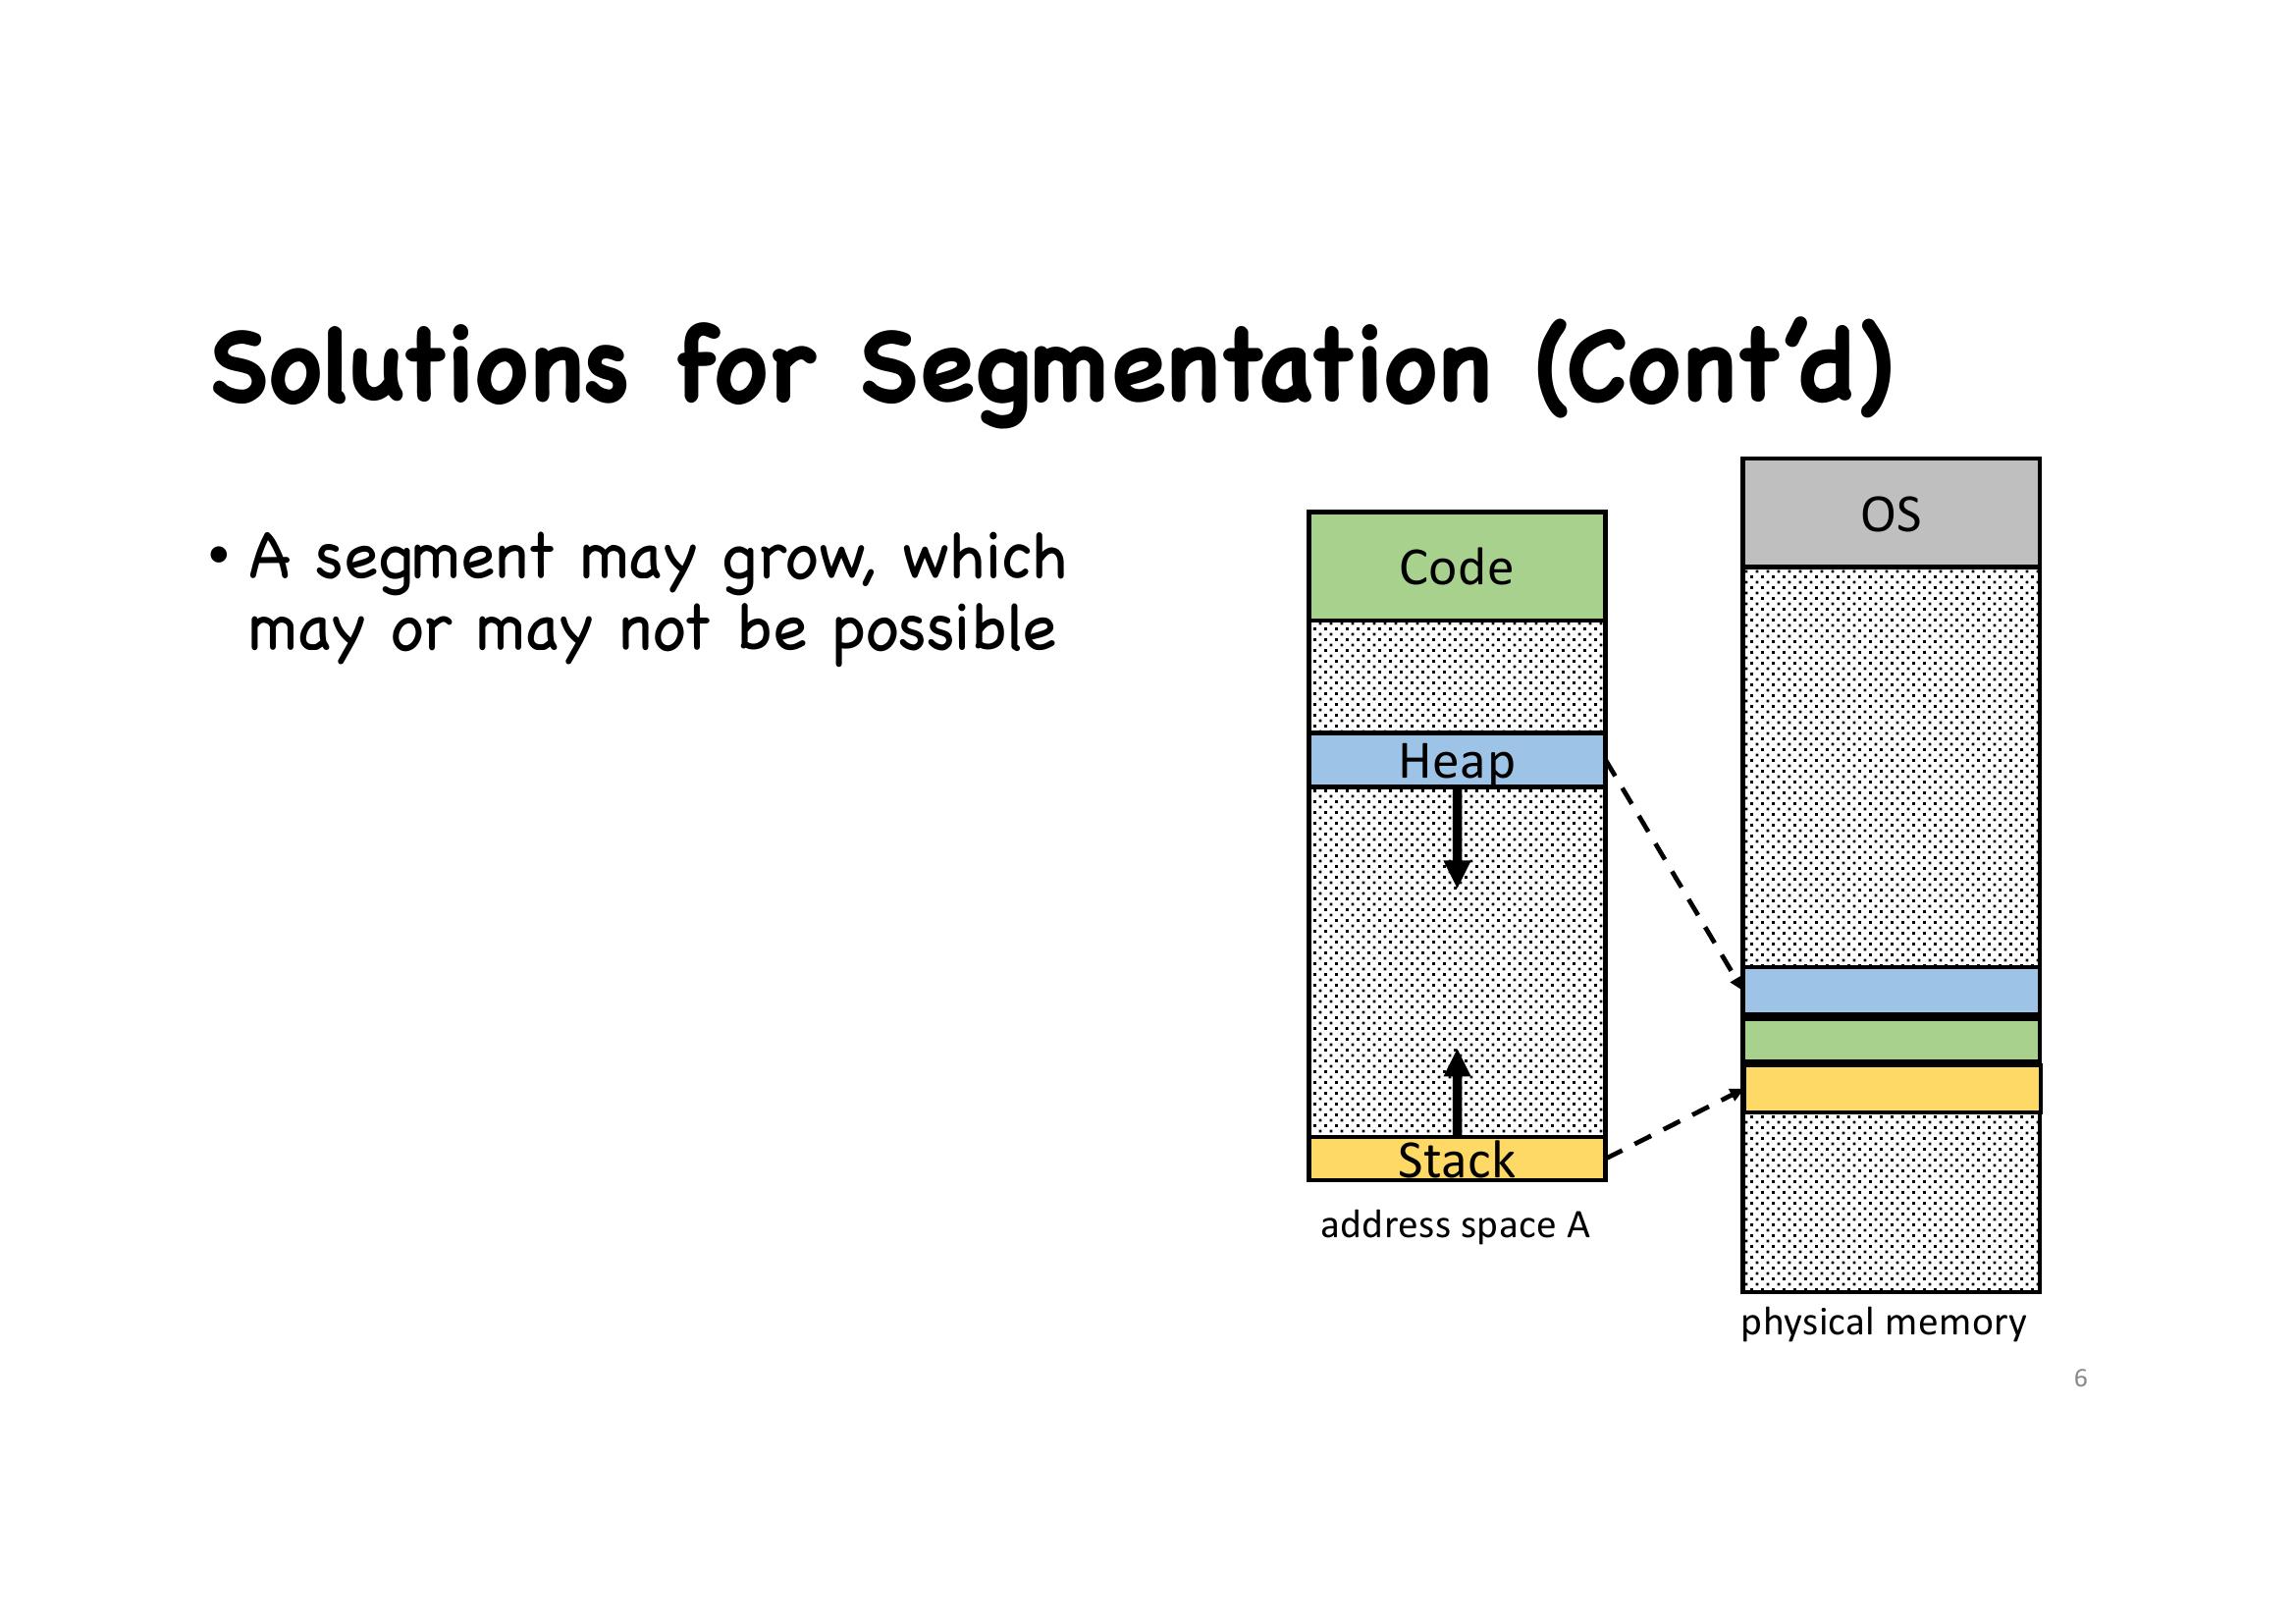 Solutions for Segmentation (Cont’d)
• A segment may grow, which
may or may not be possible
Code
Heap
Stack
address space A
OS
physical memory
6